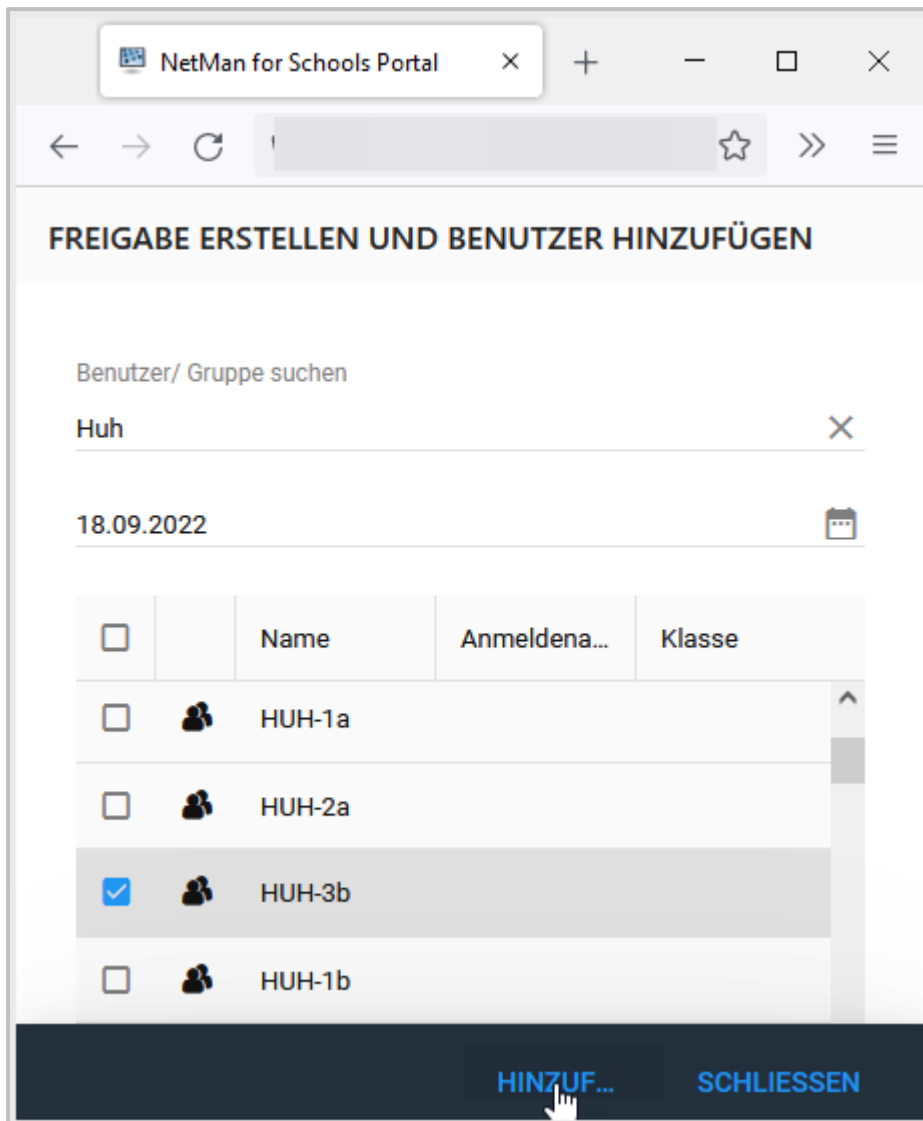 NetMan for Schools Portal
FREIGABE ERSTELLEN UND BENUTZER HINZUFÜGEN
Benutzer/ Gruppe suchen
Huh
18.09.2022
Name Anmeldena... Klasse
HUH-1a
HUH-2a
HUH-3b
HUH-1b
HINZUF... SCHLIESSEN